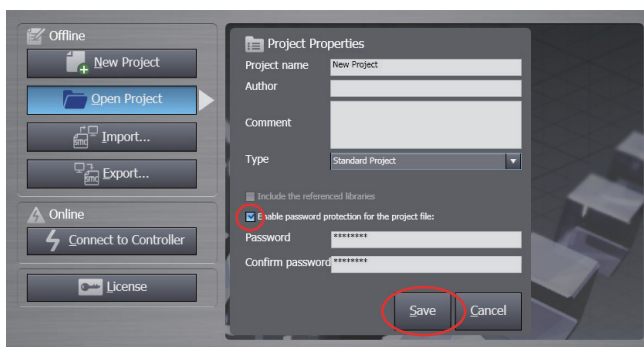 Offline
New Project
Open Project
Import...
Export...
Online
Connect to Controller
License
Project Properties
Project name New Project
Author
Comment
Type Standard Project
Include the referenced libraries
Enable password protection for the project file:
Password ********
Confirm password ********
Save Cancel